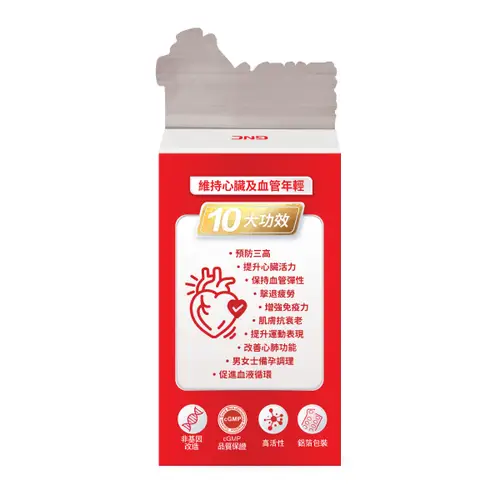 GNC
維持心臟及血管年輕
10大功效
• 預防三高
• 提升心臟活力
• 保持血管彈性
• 擊退疲勞
• 增強免疫力
• 肌膚抗衰老
• 提升運動表現
• 改善心肺功能
• 男女士備孕調理
• 促進血液循環
非基因
改造
cGMP
cGMP
品質保證
高活性
鋁箔包裝